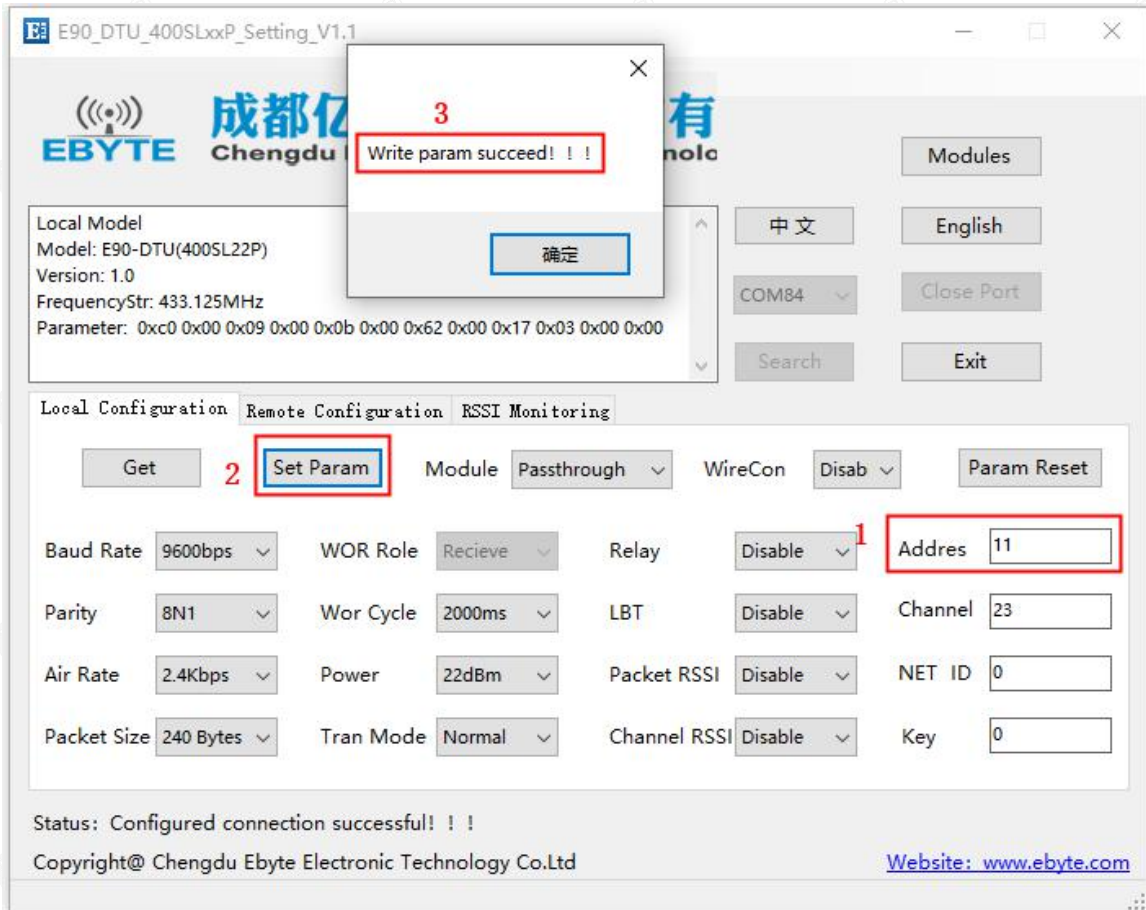 E90_DTU_400SLxxP_Setting_V1.1
EBYTE
成都亿
有
Chengdu
nolo
3
Write param succeed! ! !
确定
Modules
Local Model
Model: E90-DTU(400SL22P)
Version: 1.0
FrequencyStr: 433.125MHz
Parameter: 0xc0 0x00 0x09 0x00 0x0b 0x00 0x62 0x00 0x17 0x03 0x00 0x00
中文
English
COM84
Close Port
Search
Exit
Local Configuration Remote Configuration RSSI Monitoring
Get 2 Set Param Module Passthrough WireCon Disab Param Reset
Baud Rate 9600bps WOR Role Recieve Relay Disable 1 Addres 11
Parity 8N1 Wor Cycle 2000ms LBT Disable Channel 23
Air Rate 2.4Kbps Power 22dBm Packet RSSI Disable NET ID 0
Packet Size 240 Bytes Tran Mode Normal Channel RSSI Disable Key 0
Status: Configured connection successful! ! !
Copyright@ Chengdu Ebyte Electronic Technology Co.Ltd Website: www.ebyte.com